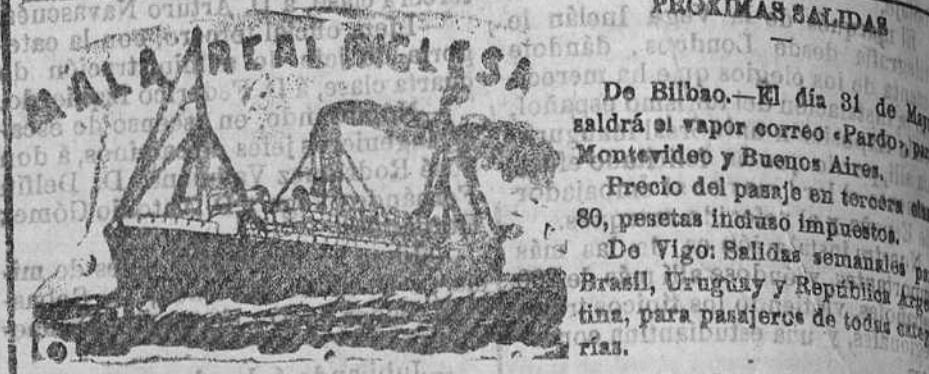 MALA REAL INGLESA
PROXIMAS SALIDAS
De Bilbao.—El día 31 de
saldrá el vapor correo «Pardo»,
Montevideo y Buenos Aires.
Precio del pasaje en tercera
80, pesetas incluso impuestos.
De Vigo: Salidas semanales
Brasil, Uruguay y República
tina, para pasajeros de todas
rías.